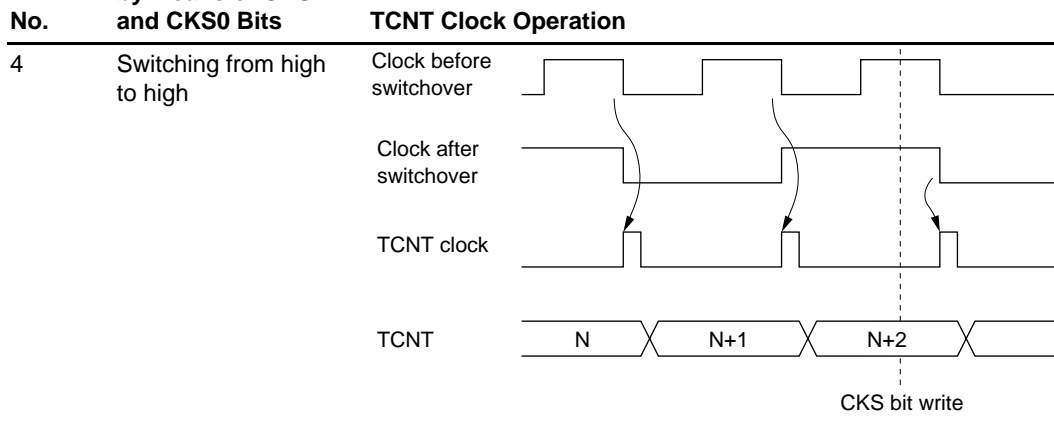 No.
and CKS0 Bits
TCNT Clock Operation
4
Switching from high
to high
Clock before
switchover
Clock after
switchover
TCNT clock
TCNT
N
N+1
N+2
CKS bit write